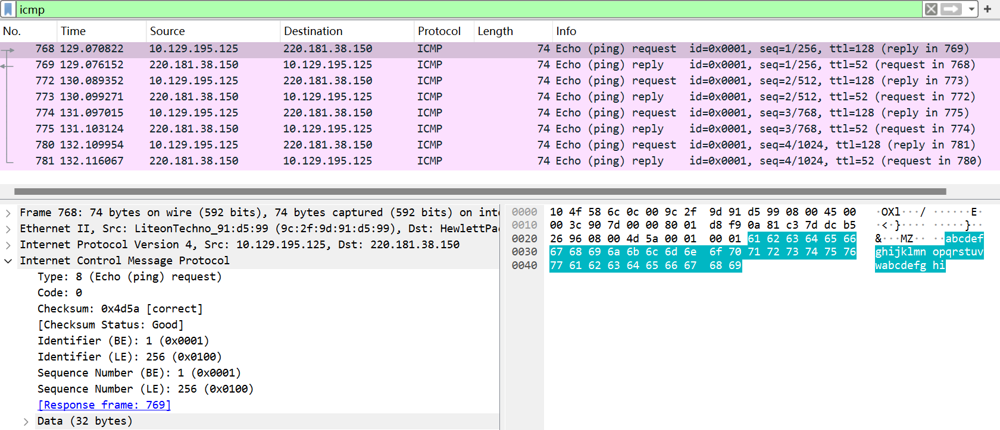 icmp
No. Time Source Destination Protocol Length Info
768 129.070822 10.129.195.125 220.181.38.150 ICMP 74 Echo (ping) request id=0x0001, seq=1/256, ttl=128 (reply in 769)
769 129.076152 220.181.38.150 10.129.195.125 ICMP 74 Echo (ping) reply id=0x0001, seq=1/256, ttl=52 (request in 768)
772 130.089352 10.129.195.125 220.181.38.150 ICMP 74 Echo (ping) request id=0x0001, seq=2/512, ttl=128 (reply in 773)
773 130.099271 220.181.38.150 10.129.195.125 ICMP 74 Echo (ping) reply id=0x0001, seq=2/512, ttl=52 (request in 772)
774 131.097015 10.129.195.125 220.181.38.150 ICMP 74 Echo (ping) request id=0x0001, seq=3/768, ttl=128 (reply in 775)
775 131.103124 220.181.38.150 10.129.195.125 ICMP 74 Echo (ping) reply id=0x0001, seq=3/768, ttl=52 (request in 774)
780 132.109954 10.129.195.125 220.181.38.150 ICMP 74 Echo (ping) request id=0x0001, seq=4/1024, ttl=128 (reply in 781)
781 132.116067 220.181.38.150 10.129.195.125 ICMP 74 Echo (ping) reply id=0x0001, seq=4/1024, ttl=52 (request in 780)
Frame 768: 74 bytes on wire (592 bits), 74 bytes captured (592 bits) on inte
Ethernet II, Src: LiteonTechno_91:d5:99 (9c:2f:9d:91:d5:99), Dst: HewlettPac
Internet Protocol Version 4, Src: 10.129.195.125, Dst: 220.181.38.150
Internet Control Message Protocol
Type: 8 (Echo (ping) request)
Code: 0
Checksum: 0x4d5a [correct]
[Checksum Status: Good]
Identifier (BE): 1 (0x0001)
Identifier (LE): 256 (0x0100)
Sequence Number (BE): 1 (0x0001)
Sequence Number (LE): 256 (0x0100)
[Response frame: 769]
Data (32 bytes)
0000 10 4f 58 6c 0c 00 9c 2f 9d 91 d5 99 08 00 45 00 ·OXl···/ ······E·
0010 00 3c 90 7d 00 00 80 01 d8 f9 0a 81 c3 7d dc b5 ·<·}···· ·····}··
0020 26 96 08 00 4d 5a 00 01 00 01 61 62 63 64 65 66 &···MZ·· ··abcdef
0030 67 68 69 6a 6b 6c 6d 6e 6f 70 71 72 73 74 75 76 ghijklmn opqrstuv
0040 77 61 62 63 64 65 66 67 68 69 wabcdefg hi